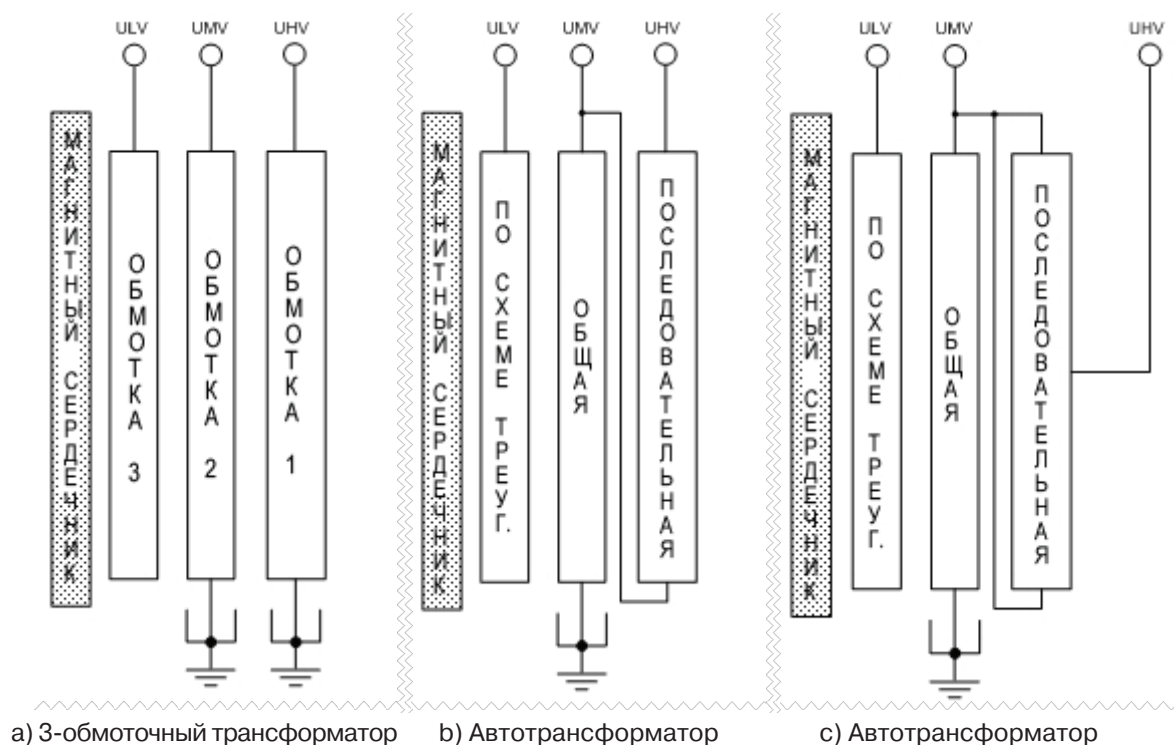 ULV UMV UHV
МАГНИТНЫЙ СЕРДЕЧНИК
ОБМОТКА 3
ОБМОТКА 2
ОБМОТКА 1
a) 3-обмоточный трансформатор
ULV UMV UHV
МАГНИТНЫЙ СЕРДЕЧНИК
ПО СХЕМЕ ТРЕУГ.
ОБЩАЯ
ПОСЛЕДОВАТЕЛЬНАЯ
b) Автотрансформатор
ULV UMV UHV
МАГНИТНЫЙ СЕРДЕЧНИК
ПО СХЕМЕ ТРЕУГ.
ОБЩАЯ
ПОСЛЕДОВАТЕЛЬНАЯ
c) Автотрансформатор